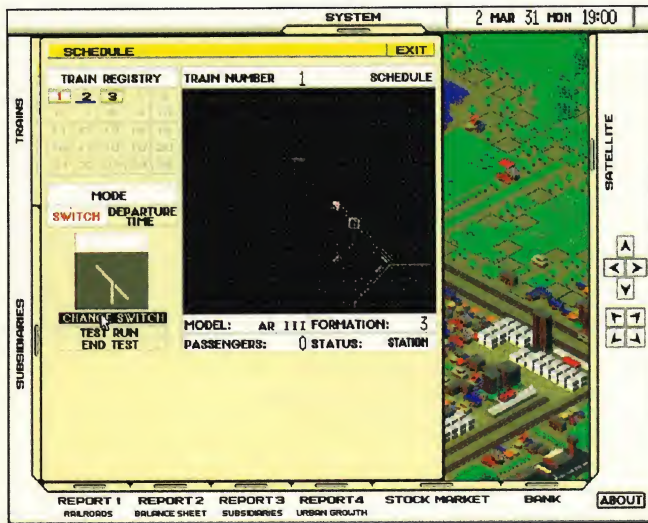 SYSTEM
2 MAR 31 MON 19:00
SCHEDULE EXIT
TRAIN REGISTRY
1 2 3
TRAIN NUMBER 1 SCHEDULE
MODE
SWITCH DEPARTURE TIME
CHANGE SWITCH
TEST RUN
END TEST
MODEL: AR III FORMATION: 3
PASSENGERS: 0 STATUS: STATION
TRAINS
SUBSIDIARIES
SATELLITE
REPORT 1
RAILROADS
REPORT 2
BALANCE SHEET
REPORT 3
SUBSIDIARIES
REPORT 4
URBAN GROWTH
STOCK MARKET
BANK
ABOUT